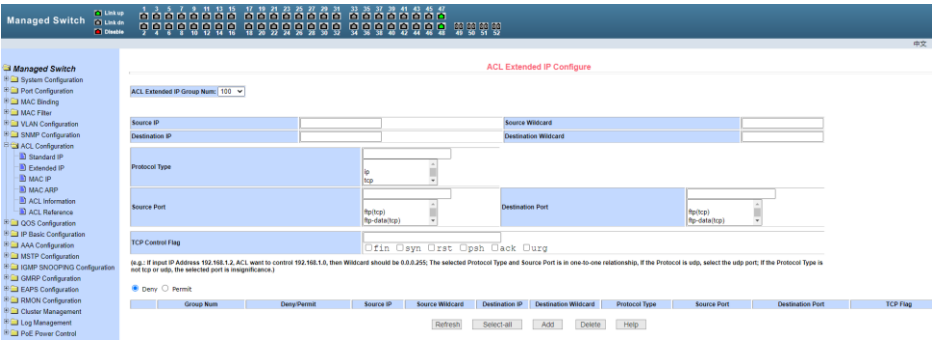 Managed Switch
Link up
Link dn
Disable
1 3 5 7 9 11 13 15 17 19 21 23 25 27 29 31 33 35 37 39 41 43 45 47
2 4 6 8 10 12 14 16 18 20 22 24 26 28 30 32 34 36 38 40 42 44 46 48 49 50 51 52
中文
Managed Switch
System Configuration
Port Configuration
MAC Binding
MAC Filter
VLAN Configuration
SNMP Configuration
ACL Configuration
Standard IP
Extended IP
MAC IP
MAC ARP
ACL Information
ACL Reference
QOS Configuration
IP Basic Configuration
AAA Configuration
MSTP Configuration
IGMP SNOOPING Configuration
GMRP Configuration
EAPS Configuration
RMON Configuration
Cluster Management
Log Management
PoE Power Control
ACL Extended IP Configure
ACL Extended IP Group Num: 100
Source IP Source Wildcard
Destination IP Destination Wildcard
Protocol Type
ip
tcp
Source Port
ftp(tcp)
ftp-data(tcp)
Destination Port
ftp(tcp)
ftp-data(tcp)
TCP Control Flag
fin syn rst psh ack urg
(e.g.: If input IP Address 192.168.1.2, ACL want to control 192.168.1.0, then Wildcard should be 0.0.0.255; The selected Protocol Type and Source Port is in one-to-one relationship, If the Protocol is udp, select the udp port; If the Protocol Type is
not tcp or udp, the selected port is insignificance.)
Deny Permit
Group Num Deny/Permit Source IP Source Wildcard Destination IP Destination Wildcard Protocol Type Source Port Destination Port TCP Flag
Refresh Select-all Add Delete Help